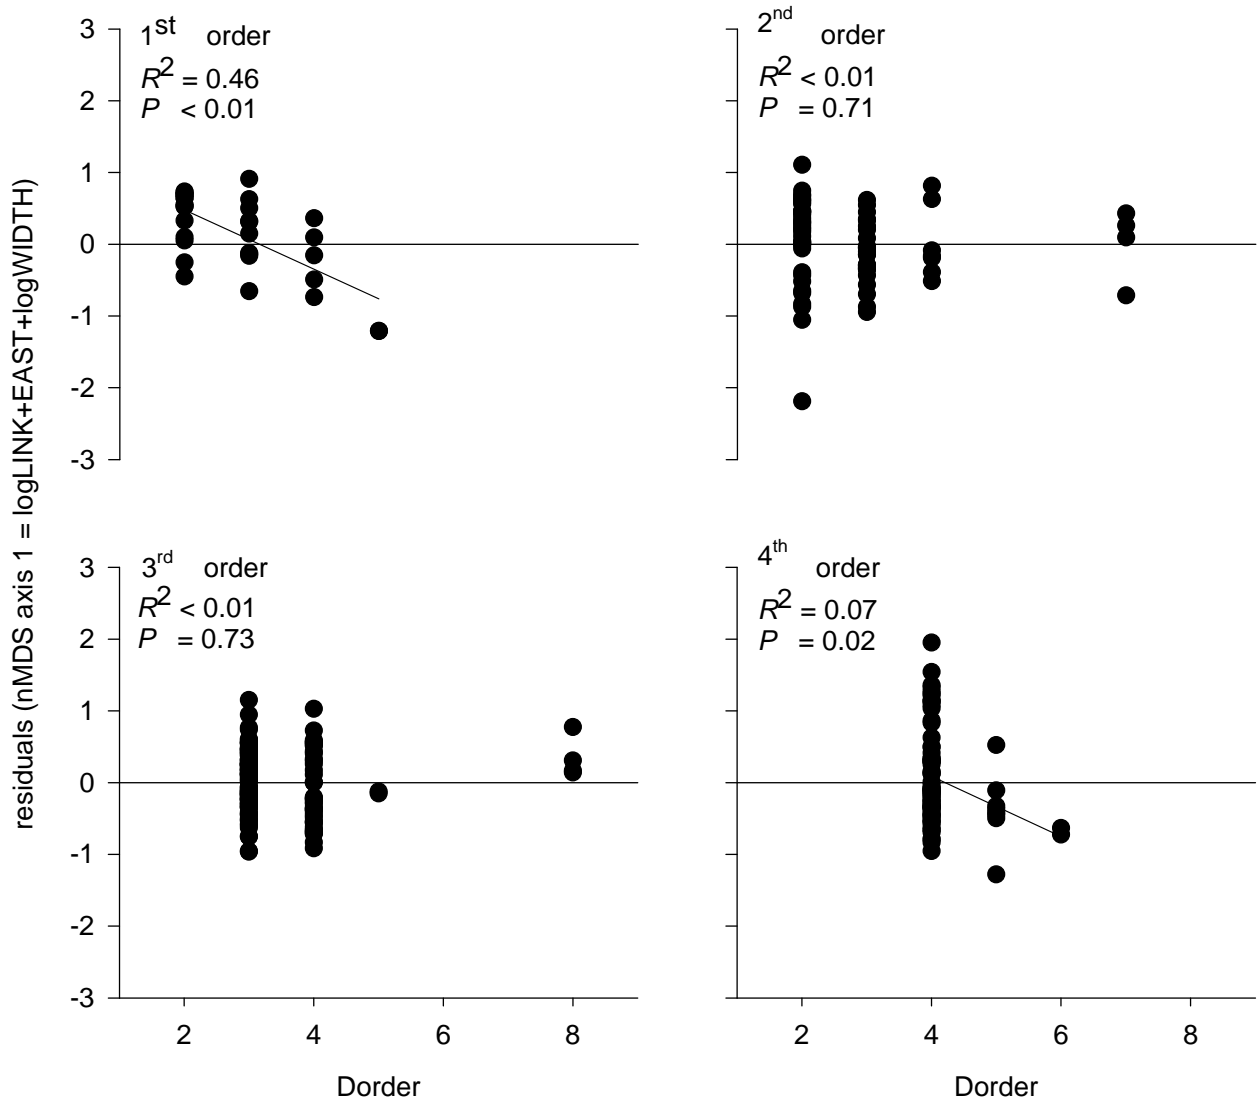 residuals (nMDS axis 1 = logLINK+EAST+logWIDTH)
1st order
R2 = 0.46
P < 0.01
3
2
1
0
-1
-2
-3
2nd order
R2 < 0.01
P = 0.71
3rd order
R2 < 0.01
P = 0.73
3
2
1
0
-1
-2
-3
2 4 6 8
Dorder
4th order
R2 = 0.07
P = 0.02
2 4 6 8
Dorder